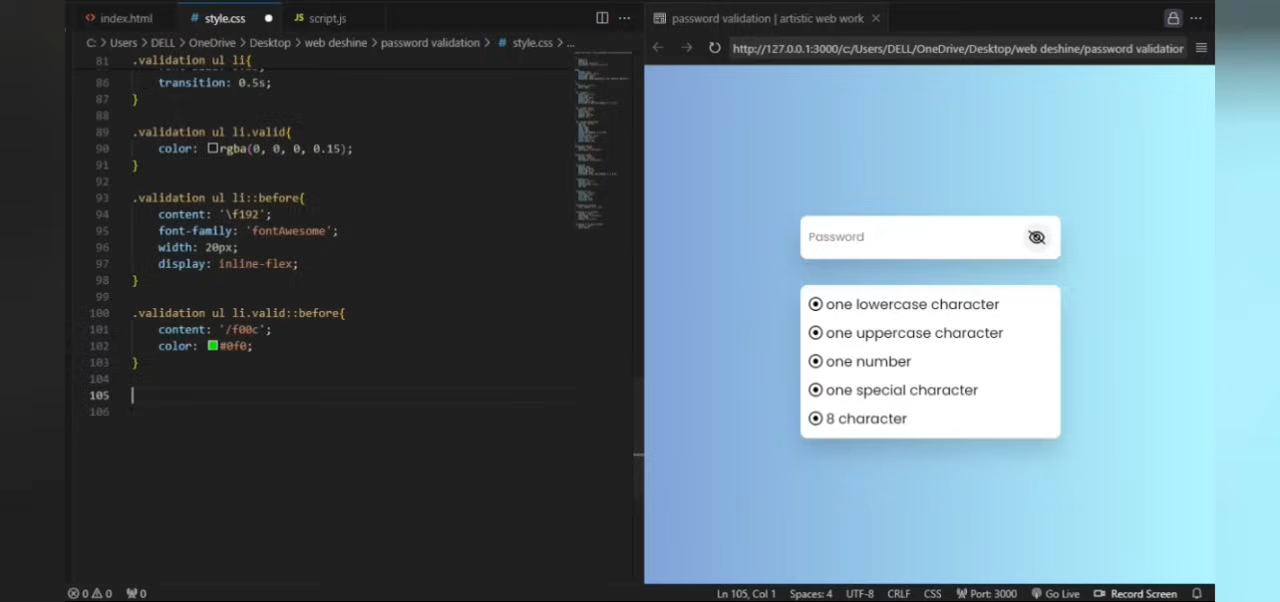 index.html
style.css
script.js
password validation | artistic web work
C: > Users > DELL > OneDrive > Desktop > web deshine > password validation > # style.css > ...
http://127.0.0.1:3000/c:/Users/DELL/OneDrive/Desktop/web deshine/password validation
81 .validation ul li{
86 transition: 0.5s;
87 }
88
89 .validation ul li.valid{
90 color: rgba(0, 0, 0, 0.15);
91 }
92
93 .validation ul li::before{
94 content: '\f192';
95 font-family: 'fontAwesome';
96 width: 20px;
97 display: inline-flex;
98 }
99
100 .validation ul li.valid::before{
101 content: '/f00c';
102 color: #0f0;
103 }
104
105
106
Password
one lowercase character
one uppercase character
one number
one special character
8 character
0 0 0
Ln 105, Col 1 Spaces: 4 UTF-8 CRLF CSS Port: 3000 Go Live Record Screen